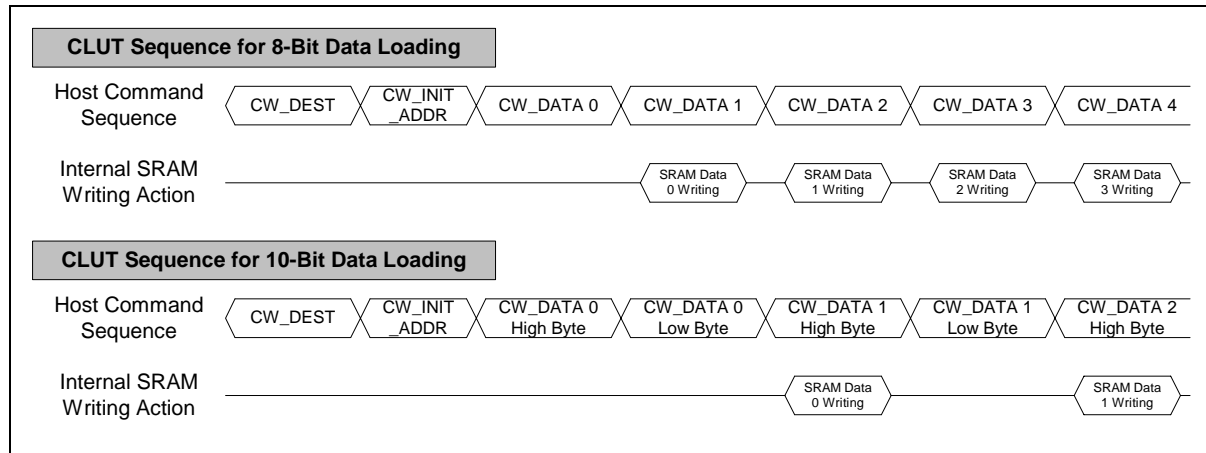 CLUT Sequence for 8-Bit Data Loading
Host Command
Sequence
CW_DEST
CW_INIT
_ADDR
CW_DATA 0
CW_DATA 1
CW_DATA 2
CW_DATA 3
CW_DATA 4
Internal SRAM
Writing Action
SRAM Data
0 Writing
SRAM Data
1 Writing
SRAM Data
2 Writing
SRAM Data
3 Writing
CLUT Sequence for 10-Bit Data Loading
Host Command
Sequence
CW_DEST
CW_INIT
_ADDR
CW_DATA 0
High Byte
CW_DATA 0
Low Byte
CW_DATA 1
High Byte
CW_DATA 1
Low Byte
CW_DATA 2
High Byte
Internal SRAM
Writing Action
SRAM Data
0 Writing
SRAM Data
1 Writing